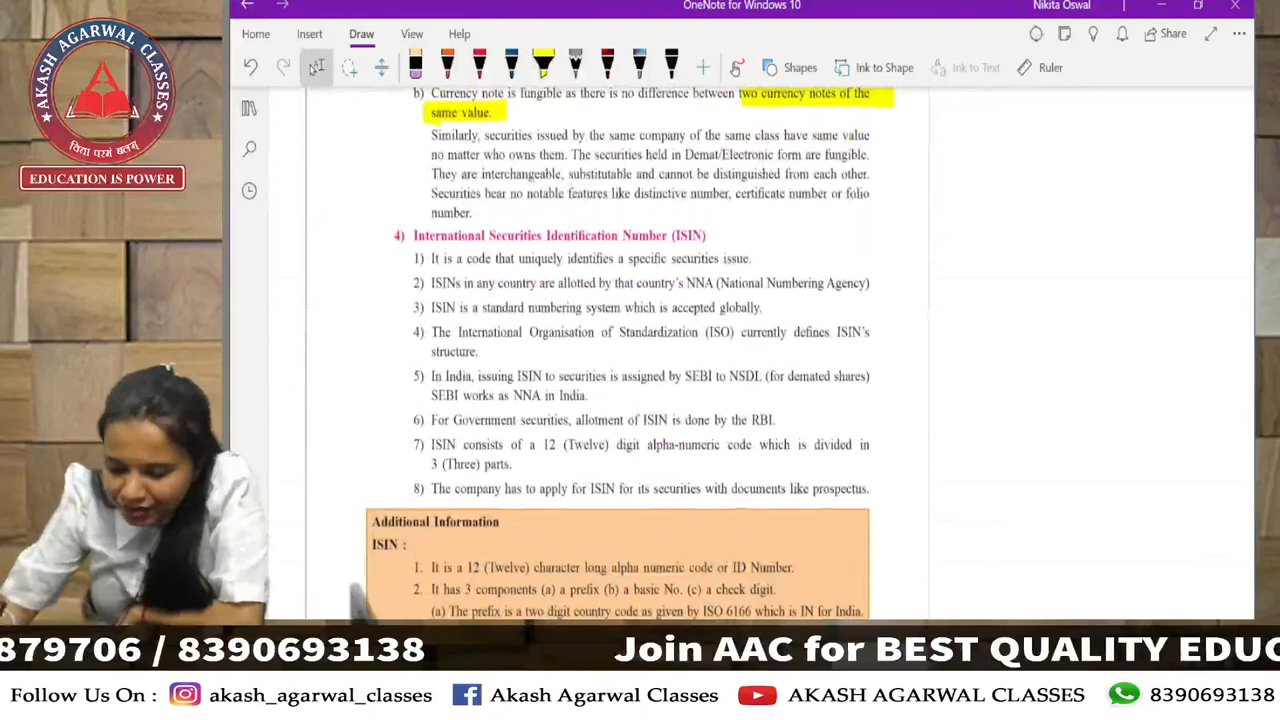 OneNote for Windows 10
Nikita Oswal
Home Insert Draw View Help
Share
Shapes Ink to Shape Ink to Text Ruler
AKASH AGARWAL CLASSES
विद्या परमं बलम्
EDUCATION IS POWER
b) Currency note is fungible as there is no difference between two currency notes of the
same value.
Similarly, securities issued by the same company of the same class have same value
no matter who owns them. The securities held in Demat/Electronic form are fungible.
They are interchangeable, substitutable and cannot be distinguished from each other.
Securities bear no notable features like distinctive number, certificate number or folio
number.
4) International Securities Identification Number (ISIN)
1) It is a code that uniquely identifies a specific securities issue.
2) ISINs in any country are allotted by that country's NNA (National Numbering Agency)
3) ISIN is a standard numbering system which is accepted globally.
4) The International Organisation of Standardization (ISO) currently defines ISIN's
structure.
5) In India, issuing ISIN to securities is assigned by SEBI to NSDL (for demated shares)
SEBI works as NNA in India.
6) For Government securities, allotment of ISIN is done by the RBI.
7) ISIN consists of a 12 (Twelve) digit alpha-numeric code which is divided in
3 (Three) parts.
8) The company has to apply for ISIN for its securities with documents like prospectus.
Additional Information
ISIN :
1. It is a 12 (Twelve) character long alpha numeric code or ID Number.
2. It has 3 components (a) a prefix (b) a basic No. (c) a check digit.
(a) The prefix is a two digit country code as given by ISO 6166 which is IN for India.
879706 / 8390693138 Join AAC for BEST QUALITY EDUC
Follow Us On : akash_agarwal_classes Akash Agarwal Classes AKASH AGARWAL CLASSES 8390693138